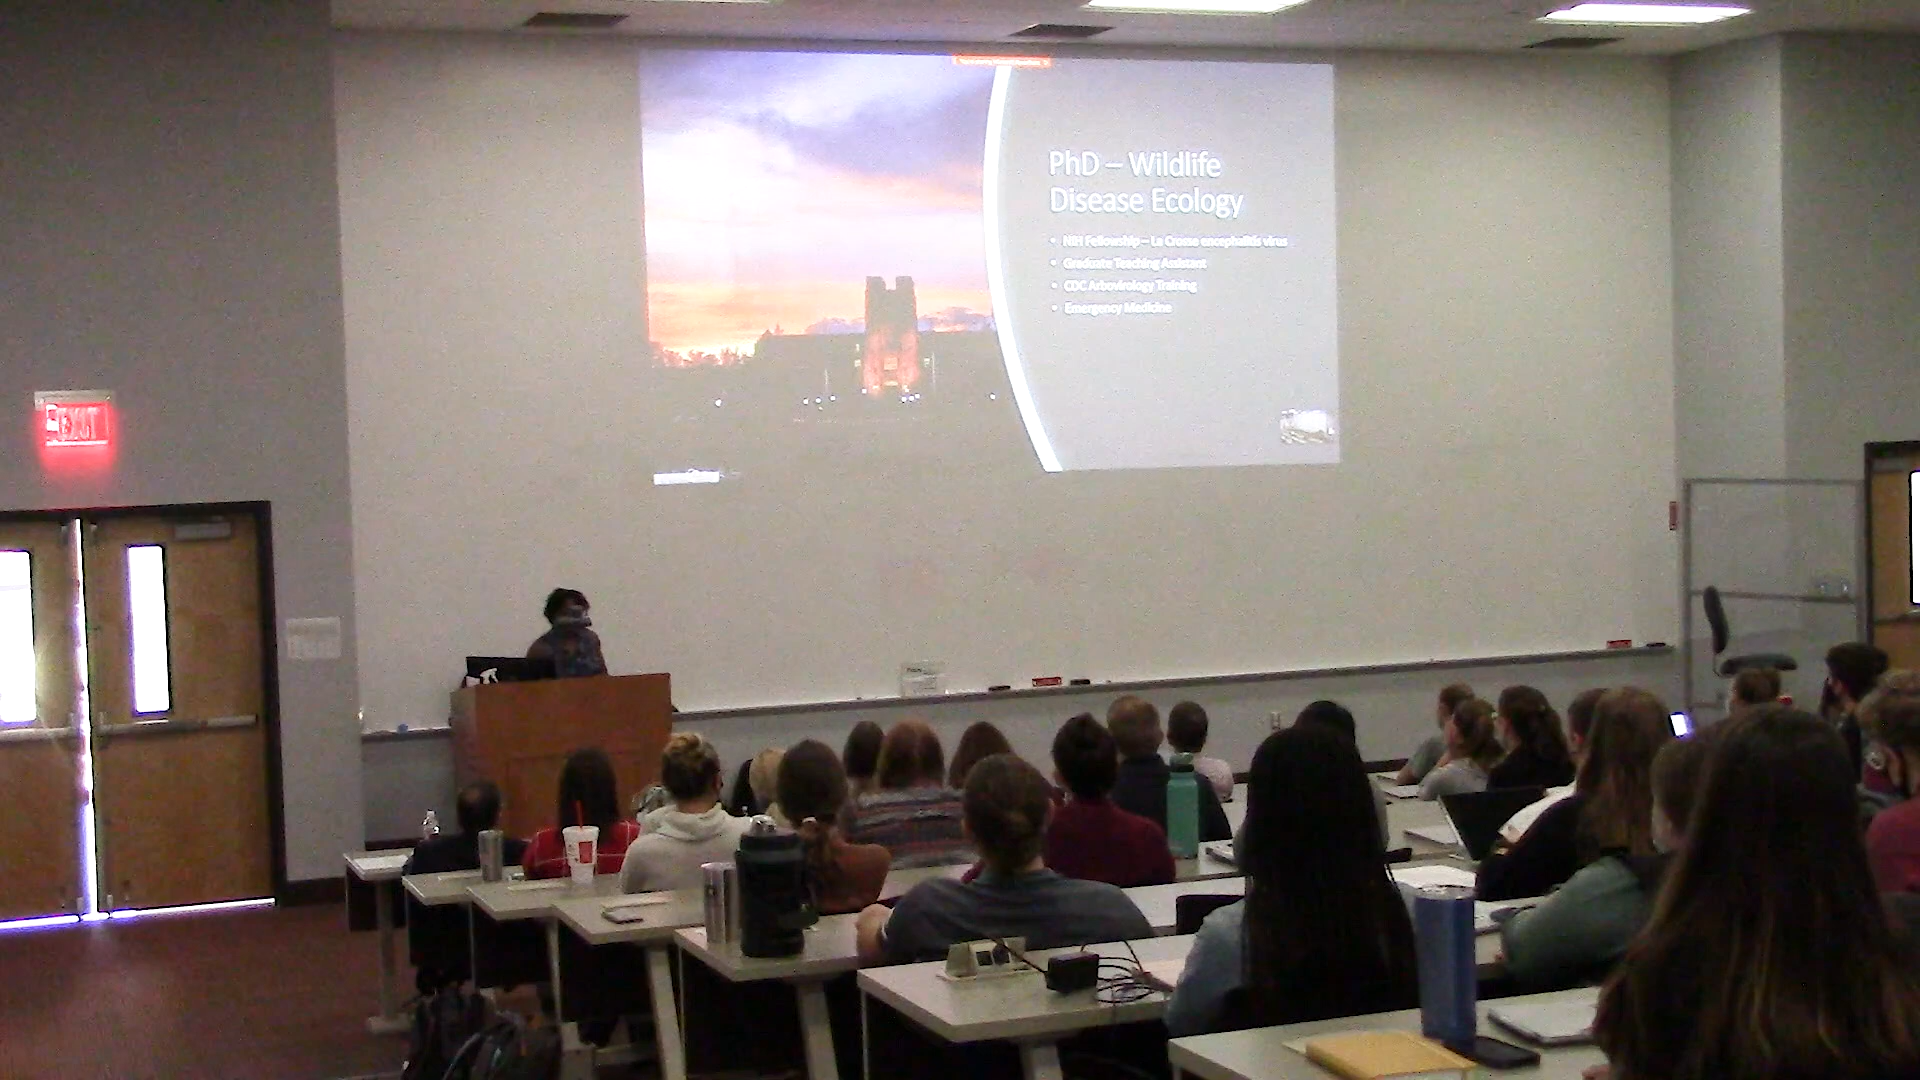 PhD – Wildlife
Disease Ecology
• NIH Fellowship – La Crosse encephalitis virus
• Graduate Teaching Assistant
• CDC Arbovirology Training
• Emergency Medicine
EXIT